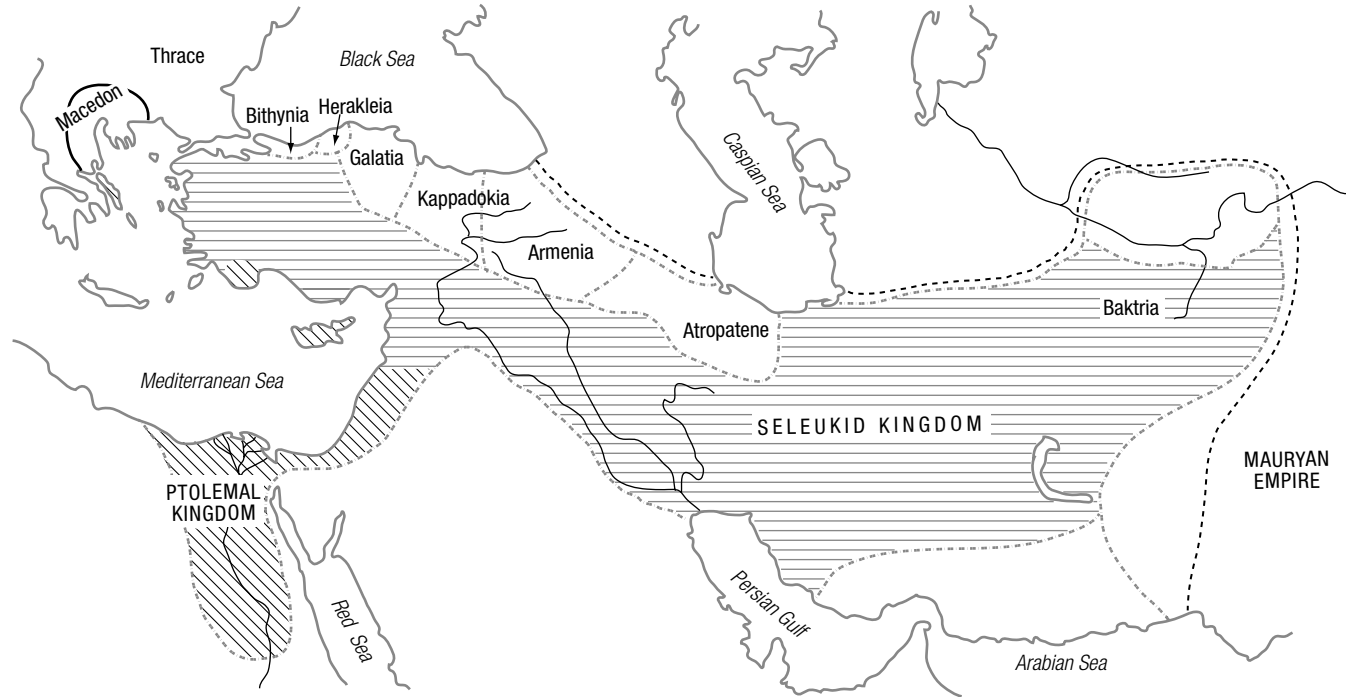 Thrace
Black Sea
Macedon
Bithynia
Herakleia
Galatia
Caspian Sea
Kappadokia
Armenia
Baktria
Atropatene
Mediterranean Sea
SELEUKID KINGDOM
MAURYAN
EMPIRE
PTOLEMAL
KINGDOM
Persian Gulf
Red Sea
Arabian Sea